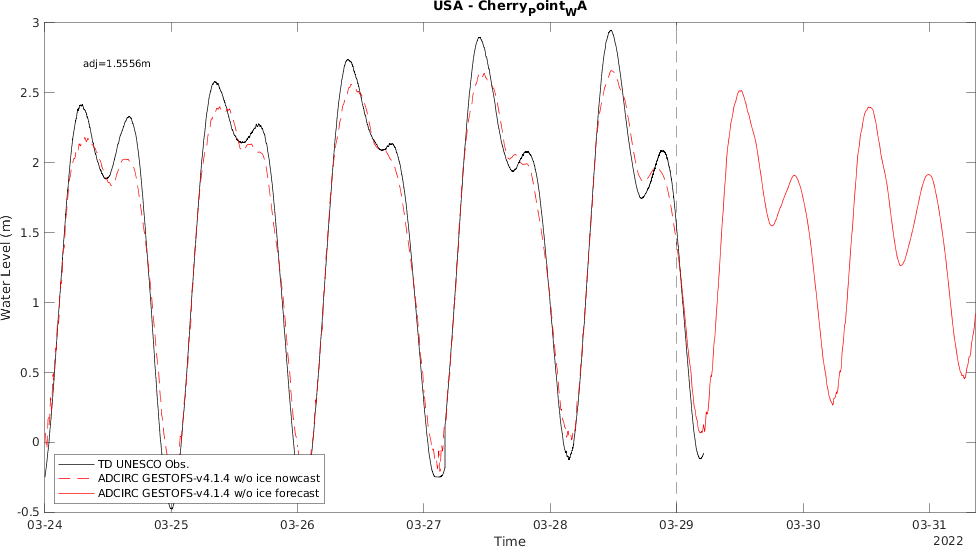 USA - CherryPointWA
3
2.5
2
1.5
1
0.5
0
-0.5
Water Level (m)
adj=1.5556m
TD UNESCO Obs.
ADCIRC GESTOFS-v4.1.4 w/o ice nowcast
ADCIRC GESTOFS-v4.1.4 w/o ice forecast
03-24 03-25 03-26 03-27 03-28 03-29 03-30 03-31
Time
2022